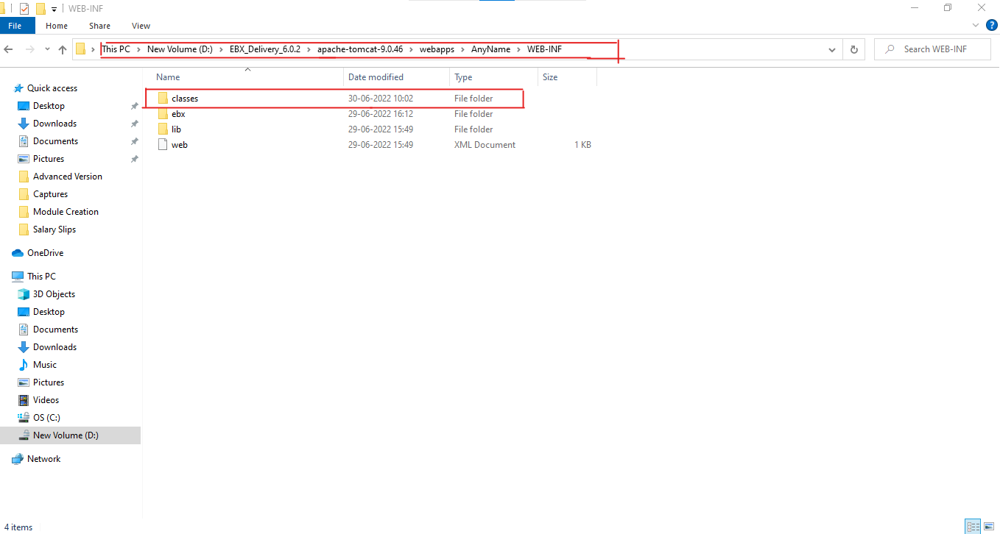 WEB-INF
File Home Share View
This PC New Volume (D:) EBX_Delivery_6.0.2 apache-tomcat-9.0.46 webapps AnyName WEB-INF Search WEB-INF
Name Date modified Type Size
classes 30-06-2022 10:02 File folder
ebx 29-06-2022 16:12 File folder
lib 29-06-2022 15:49 File folder
web 29-06-2022 15:49 XML Document 1 KB
Quick access
Desktop
Downloads
Documents
Pictures
Advanced Version
Captures
Module Creation
Salary Slips
OneDrive
This PC
3D Objects
Desktop
Documents
Downloads
Music
Pictures
Videos
OS (C:)
New Volume (D:)
Network
4 items